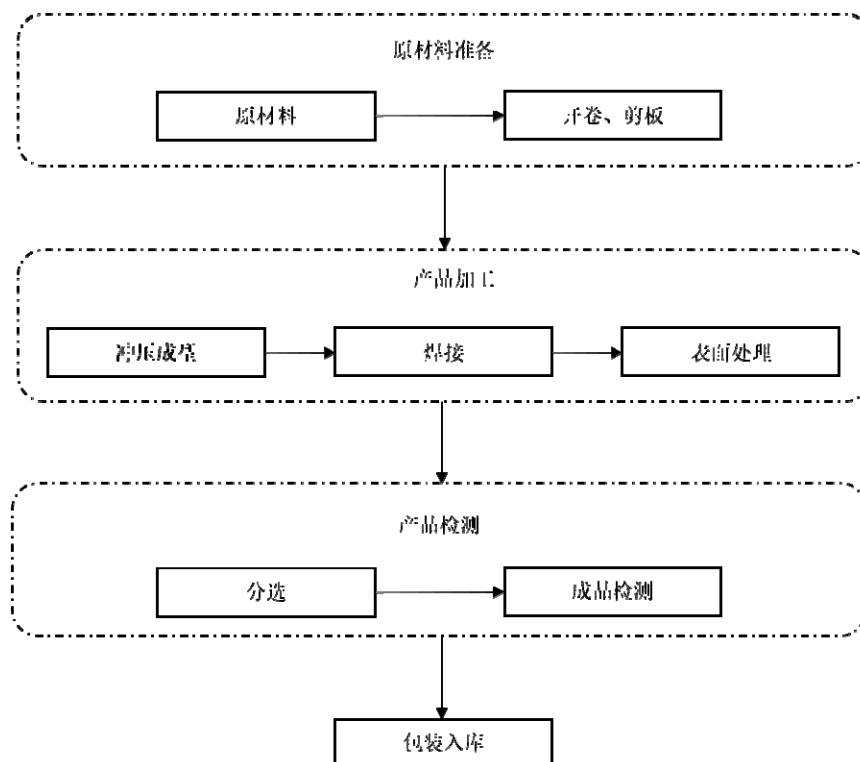 原材料准备
原材料
开卷、剪板
产品加工
冲压成型
焊接
表面处理
产品检测
分选
成品检测
包装入库